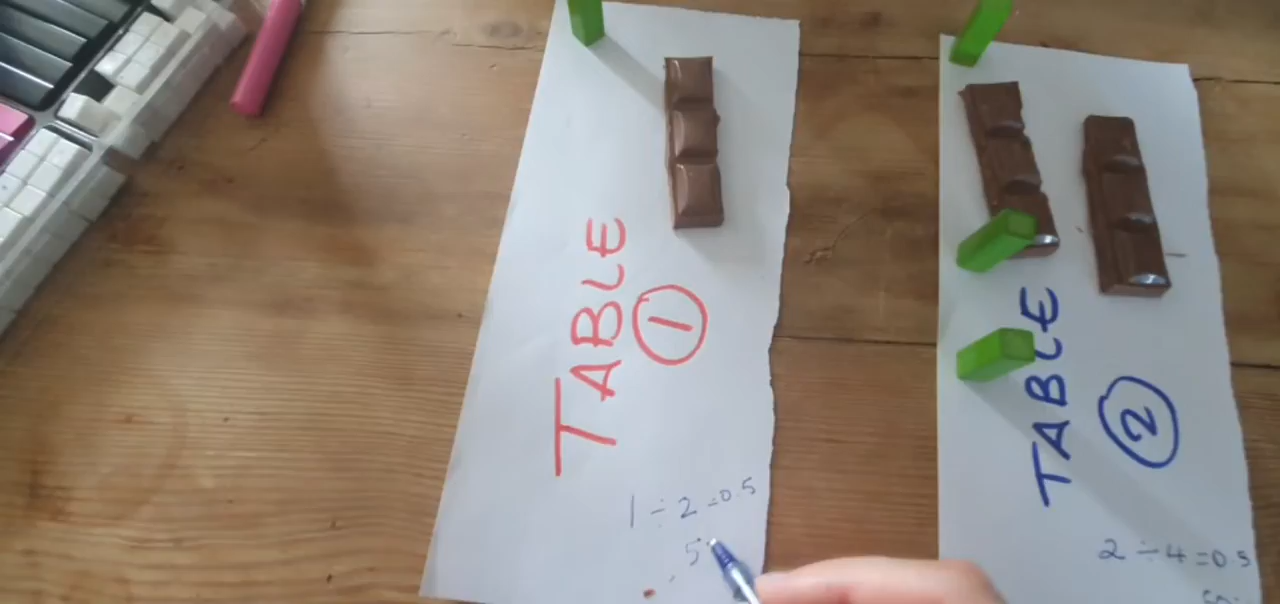 TABLE
1
1 ÷ 2 = 0.5
5
TABLE
2
2 ÷ 4 = 0.5